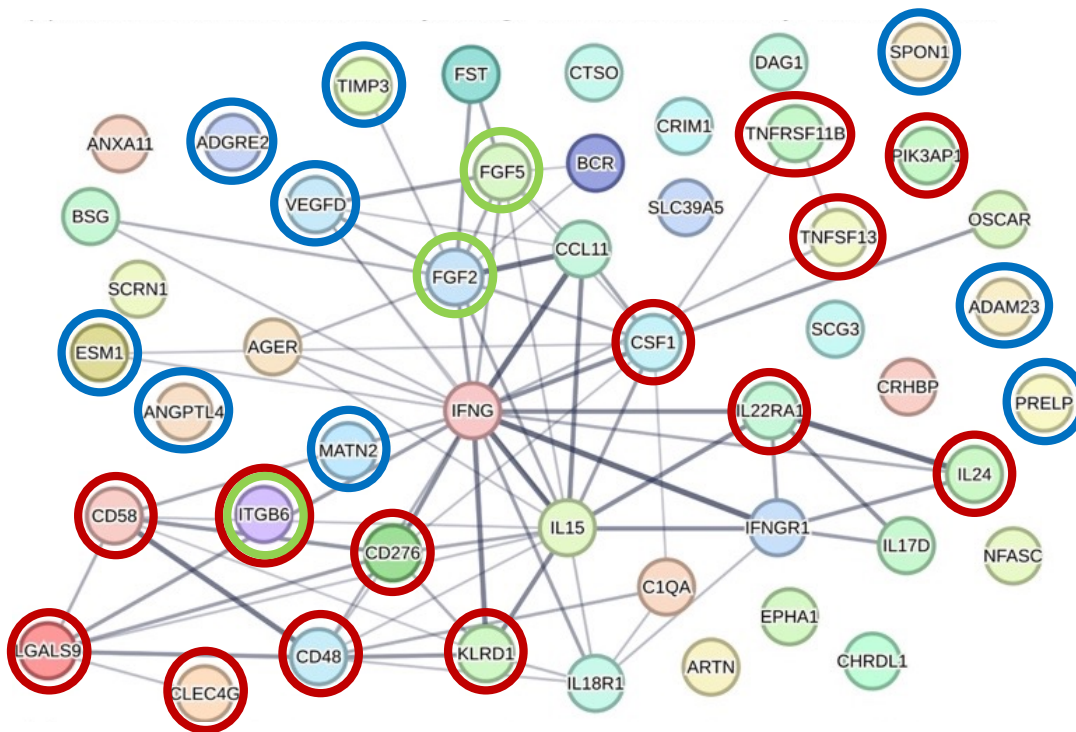 SPON1
FST
CTSO
DAG1
TIMP3
CRIM1
TNFRSF11B
ANXA11
ADGRE2
PIK3AP1
FGF5
BCR
VEGFD
SLC39A5
BSG
OSCAR
TNFSF13
CCL11
FGF2
SCRN1
ADAM23
SCG3
ESM1
AGER
CSF1
CRHBP
ANGPTL4
IFNG
IL22RA1
PRELP
MATN2
IL24
CD58
ITGB6
IL15
IFNGR1
CD276
IL17D
NFASC
C1QA
EPHA1
LGALS9
CD48
KLRD1
CHRDL1
ARTN
IL18R1
CLEC4G